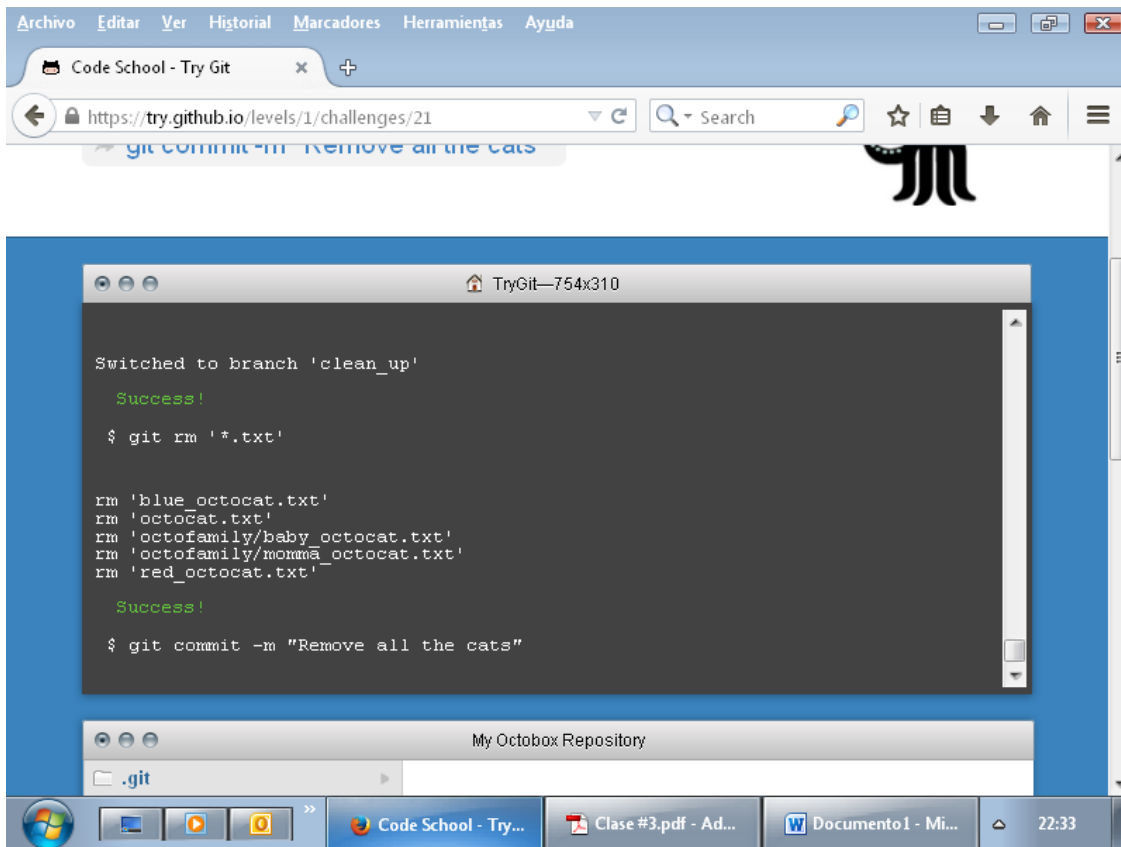 Archivo Editar Ver Historial Marcadores Herramientas Ayuda
Code School - Try Git
https://try.github.io/levels/1/challenges/21
Search
git commit -m "Remove all the cats"
TryGit—754x310
Switched to branch 'clean_up'
Success!
$ git rm '*.txt'
rm 'blue_octocat.txt'
rm 'octocat.txt'
rm 'octofamily/baby_octocat.txt'
rm 'octofamily/momma_octocat.txt'
rm 'red_octocat.txt'
Success!
$ git commit -m "Remove all the cats"
My Octobox Repository
.git
Code School - Try...
Clase #3.pdf - Ad...
Documento1 - Mi...
22:33